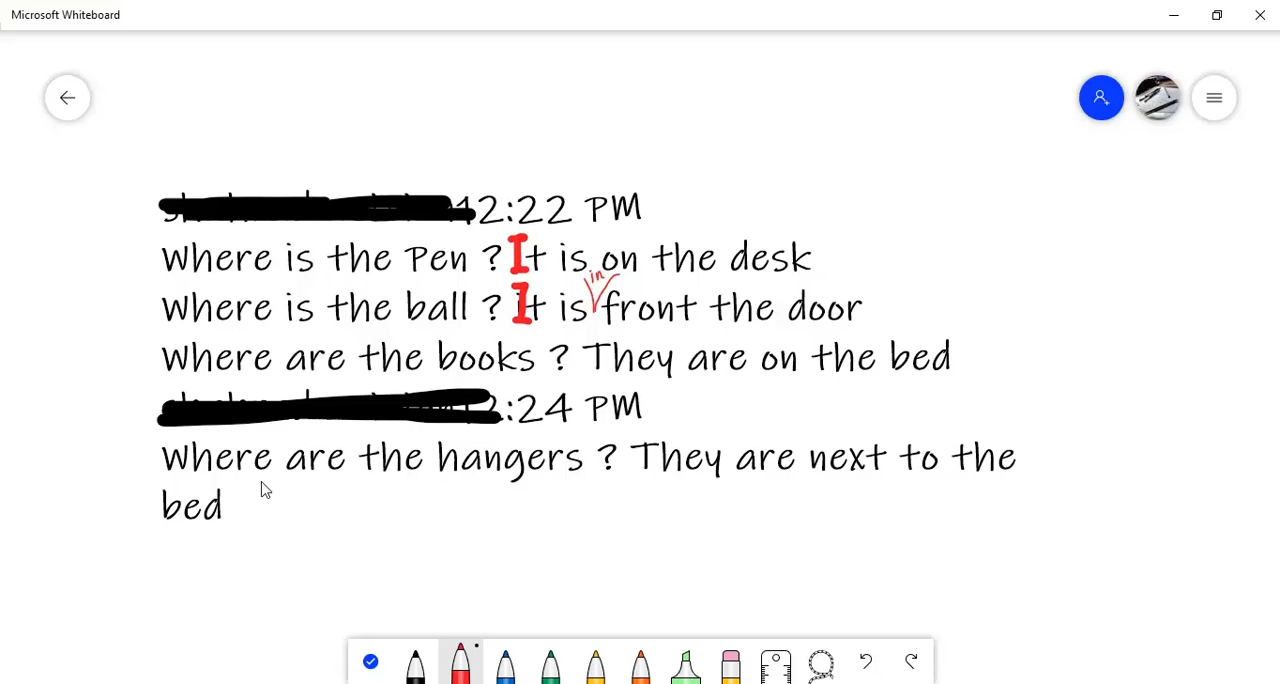 Microsoft Whiteboard
2:22 PM
Where is the Pen ? It is on the desk
in
Where is the ball ? It is front the door
Where are the books ? They are on the bed
2:24 PM
Where are the hangers ? They are next to the
bed